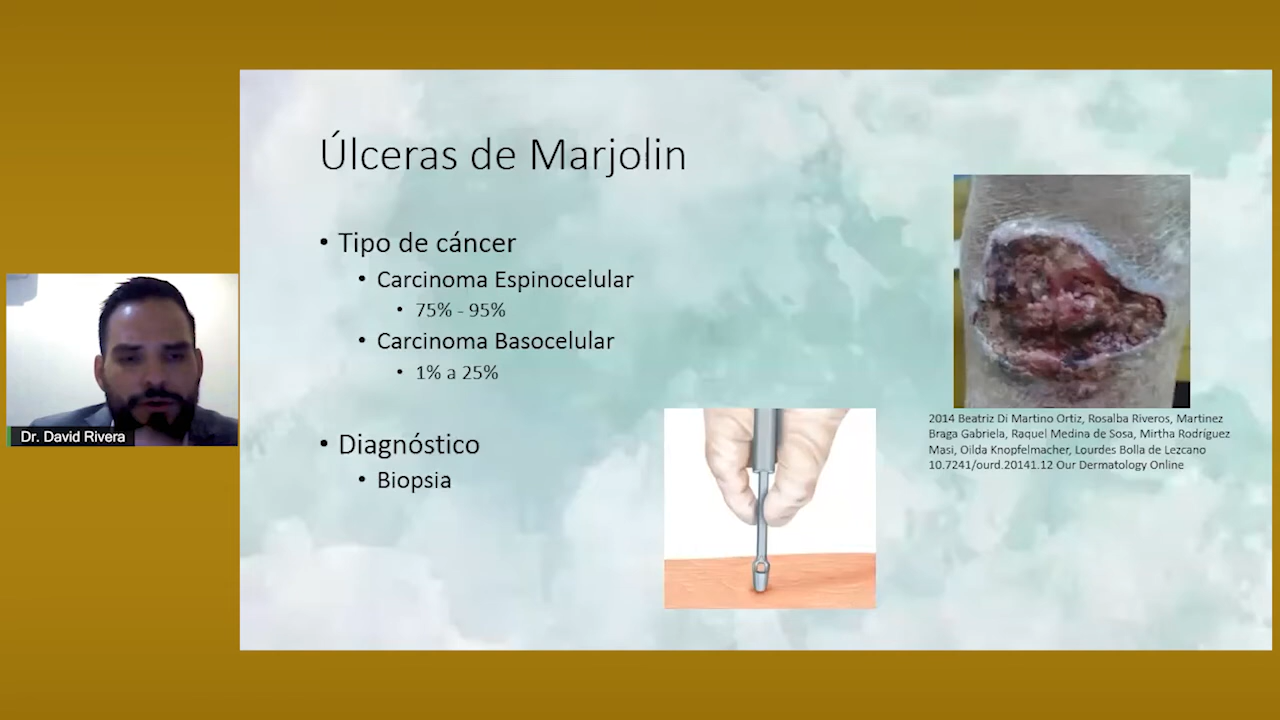 Úlceras de Marjolin
• Tipo de cáncer
• Carcinoma Espinocelular
• 75% - 95%
• Carcinoma Basocelular
• 1% a 25%
• Diagnóstico
• Biopsia
2014 Beatriz Di Martino Ortiz, Rosalba Riveros, Martinez
Braga Gabriela, Raquel Medina de Sosa, Mirtha Rodríguez
Masi, Oilda Knopfelmacher, Lourdes Bolla de Lezcano
10.7241/ourd.20141.12 Our Dermatology Online
Dr. David Rivera